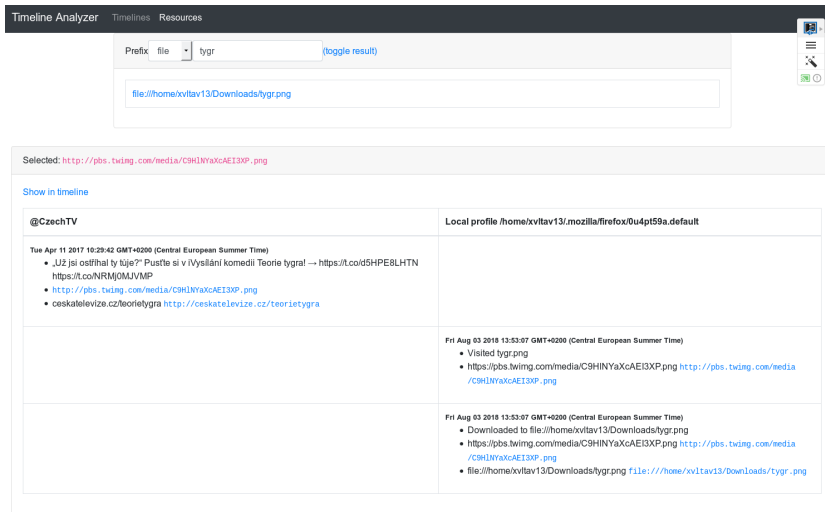 Timeline Analyzer Timelines Resources
Prefix file tygr (toggle result)
file:///home/xvltav13/Downloads/tygr.png
Selected: http://pbs.twimg.com/media/C9HlNYaXcAEI3XP.png
Show in timeline
@CzechTV Local profile /home/xvltav13/.mozilla/firefox/0u4pt59a.default
Tue Apr 11 2017 10:29:42 GMT+0200 (Central European Summer Time)
„Už jsi ostříhal ty túje?“ Pusťte si v iVysílání komedii Teorie tygra! → https://t.co/d5HPE8LHTN
https://t.co/NRMj0MJVMP
http://pbs.twimg.com/media/C9HlNYaXcAEI3XP.png
ceskatelevize.cz/teorietygra http://ceskatelevize.cz/teorietygra
Fri Aug 03 2018 13:53:07 GMT+0200 (Central European Summer Time)
Visited tygr.png
https://pbs.twimg.com/media/C9HlNYaXcAEI3XP.png http://pbs.twimg.com/media
/C9HlNYaXcAEI3XP.png
Fri Aug 03 2018 13:53:07 GMT+0200 (Central European Summer Time)
Downloaded to file:///home/xvltav13/Downloads/tygr.png
https://pbs.twimg.com/media/C9HlNYaXcAEI3XP.png http://pbs.twimg.com/media
/C9HlNYaXcAEI3XP.png
file:///home/xvltav13/Downloads/tygr.png file:///home/xvltav13/Downloads/tygr.png